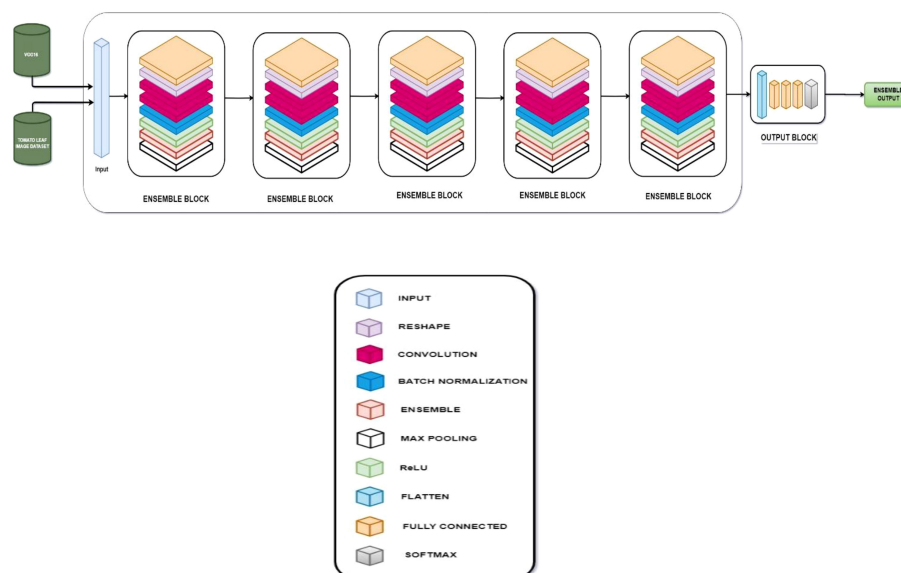 VGG16
TOMATO LEAF
IMAGE DATASET
Input
ENSEMBLE BLOCK
ENSEMBLE BLOCK
ENSEMBLE BLOCK
ENSEMBLE BLOCK
ENSEMBLE BLOCK
OUTPUT BLOCK
ENSEMBLE
OUTPUT
INPUT
RESHAPE
CONVOLUTION
BATCH NORMALIZATION
ENSEMBLE
MAX POOLING
ReLU
FLATTEN
FULLY CONNECTED
SOFTMAX